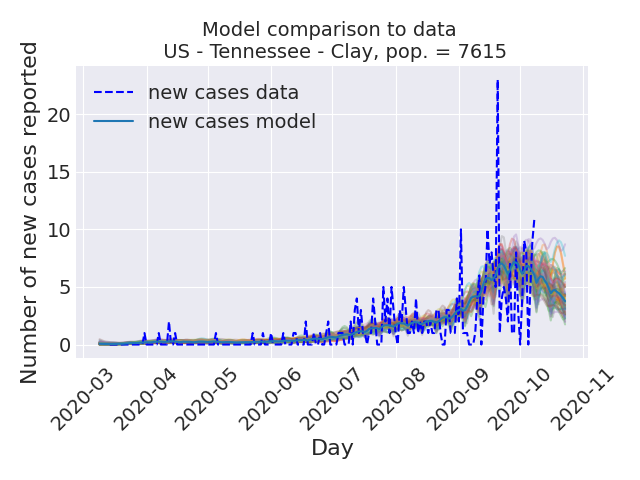 Model comparison to data
US - Tennessee - Clay, pop. = 7615
Number of new cases reported
new cases data
new cases model
20
15
10
5
0
2020-03
2020-04
2020-05
2020-06
2020-07
2020-08
2020-09
2020-10
2020-11
Day